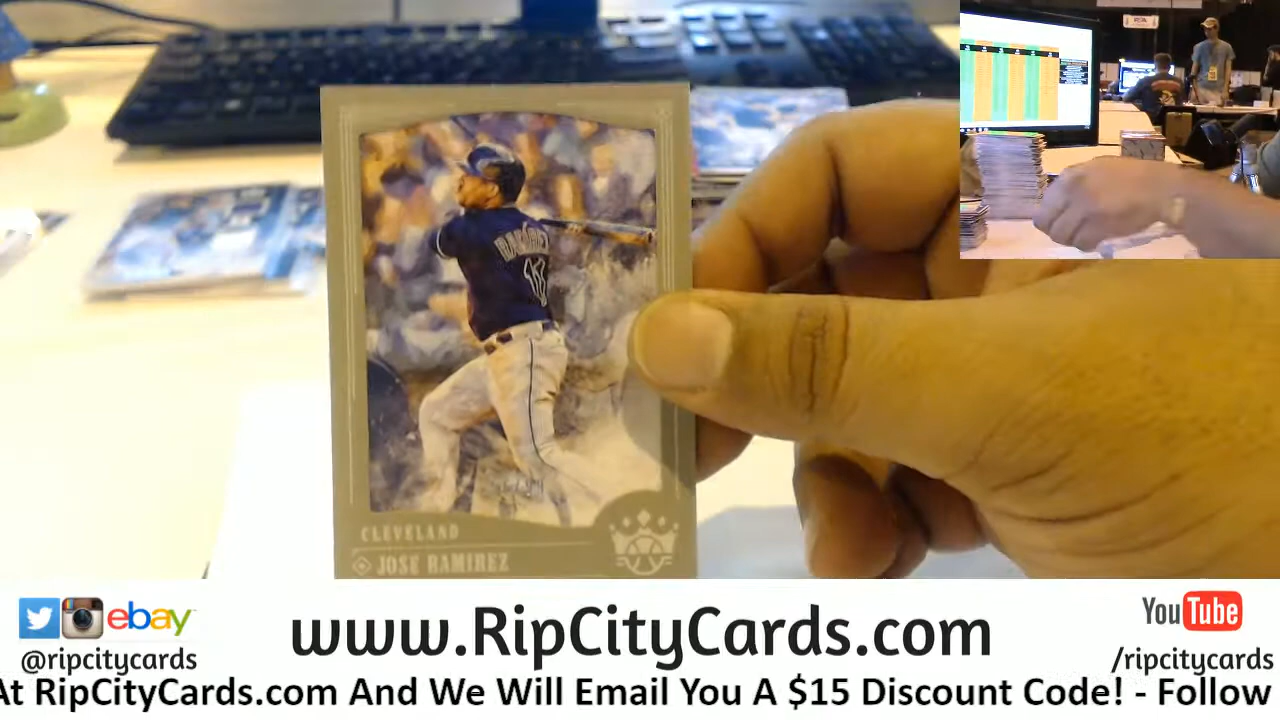 RAMIREZ
11
CLEVELAND
JOSE RAMIREZ
ebay
@ripcitycards
www.RipCityCards.com
YouTube
/ripcitycards
At RipCityCards.com And We Will Email You A $15 Discount Code! - Follow